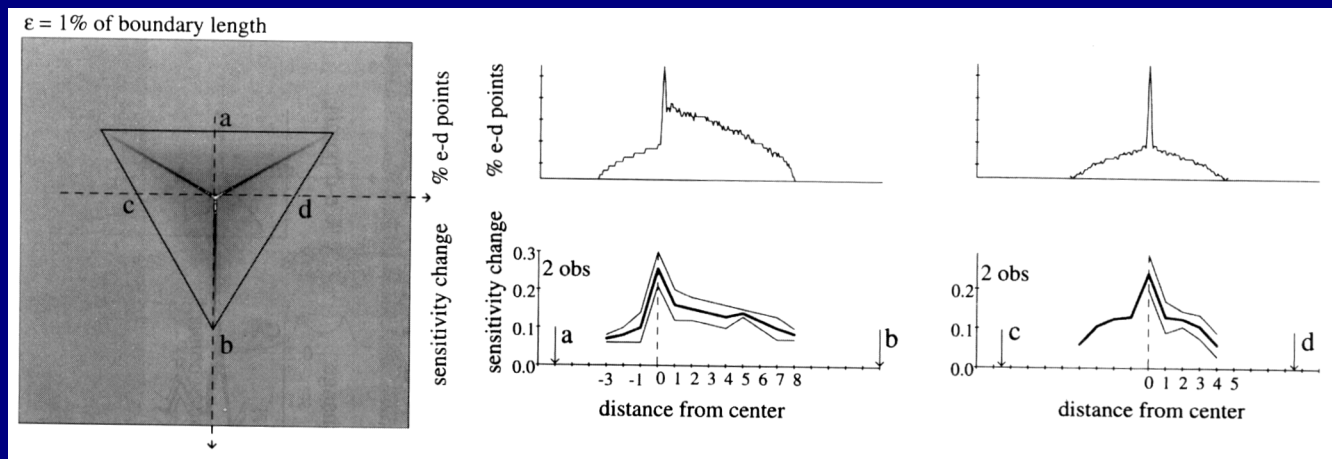 ε = 1% of boundary length
a
c
d
b
% e-d points
sensitivity change
% e-d points
sensitivity change
0.3
0.2
0.1
0.0
2 obs
a
b
-3 -1 0 1 2 3 4 5 6 7 8
distance from center
0.2
0.1
0.0
2 obs
c
d
0 1 2 3 4 5
distance from center